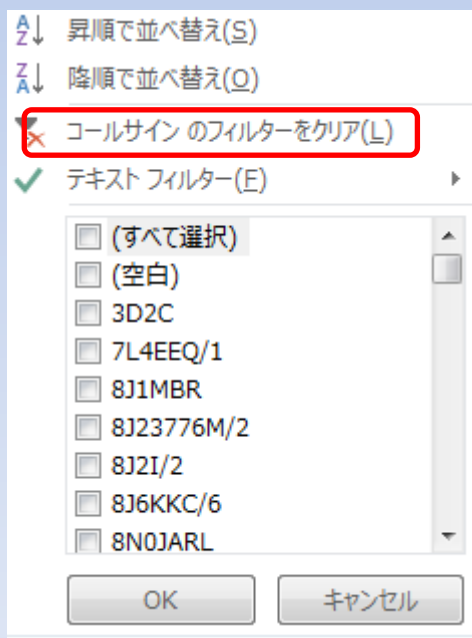 昇順で並べ替え(S)
降順で並べ替え(O)
コールサイン のフィルターをクリア(L)
テキスト フィルター(F)
(すべて選択)
(空白)
3D2C
7L4EEQ/1
8J1MBR
8J23776M/2
8J2I/2
8J6KKC/6
8N0JARL
OK
キャンセル